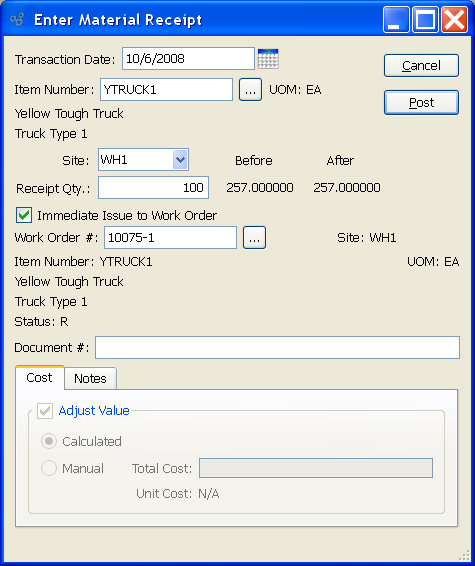 Enter Material Receipt
Transaction Date: 10/6/2008
Cancel
Item Number: YTRUCK1 ... UOM: EA
Post
Yellow Tough Truck
Truck Type 1
Site: WH1 Before After
Receipt Qty.: 100 257.000000 257.000000
Immediate Issue to Work Order
Work Order #: 10075-1 ... Site: WH1
Item Number: YTRUCK1 UOM: EA
Yellow Tough Truck
Truck Type 1
Status: R
Document #:
Cost Notes
Adjust Value
Calculated
Manual Total Cost:
Unit Cost: N/A